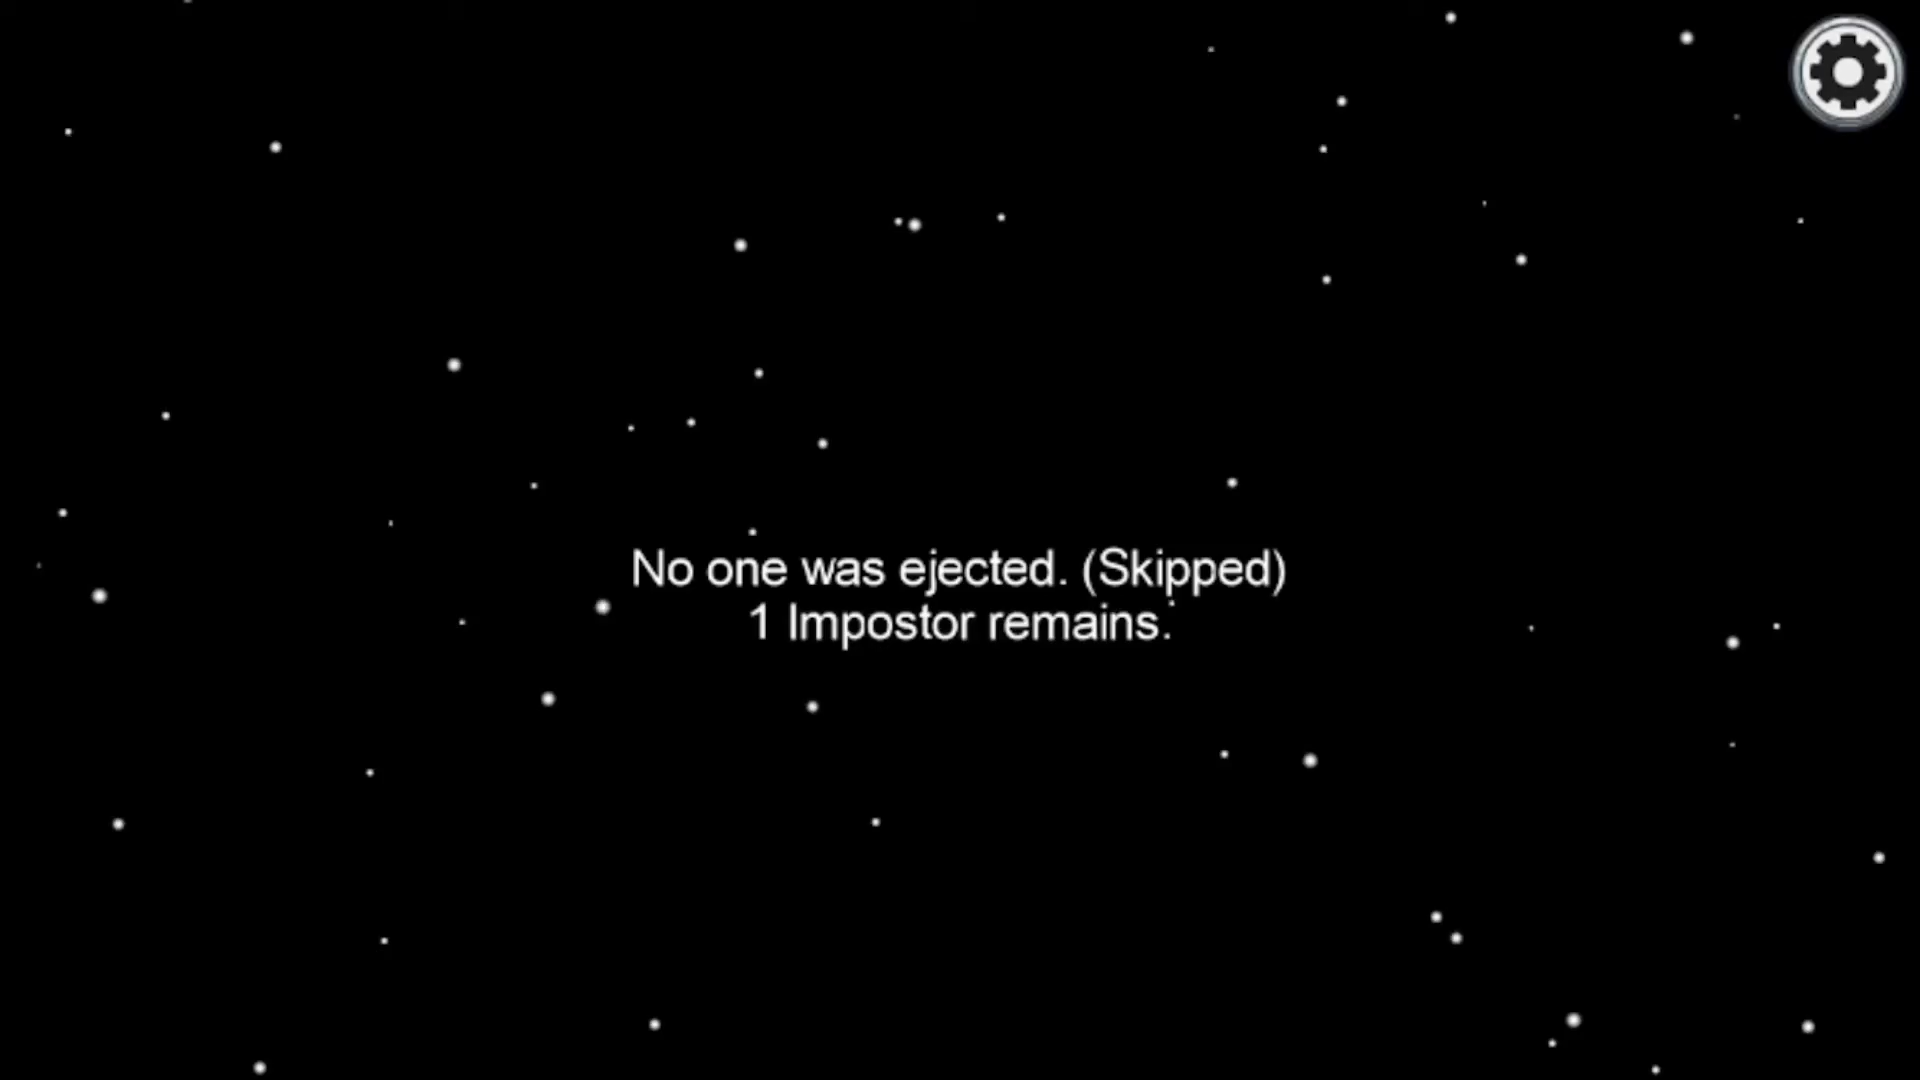 No one was ejected. (Skipped)
1 Impostor remains.